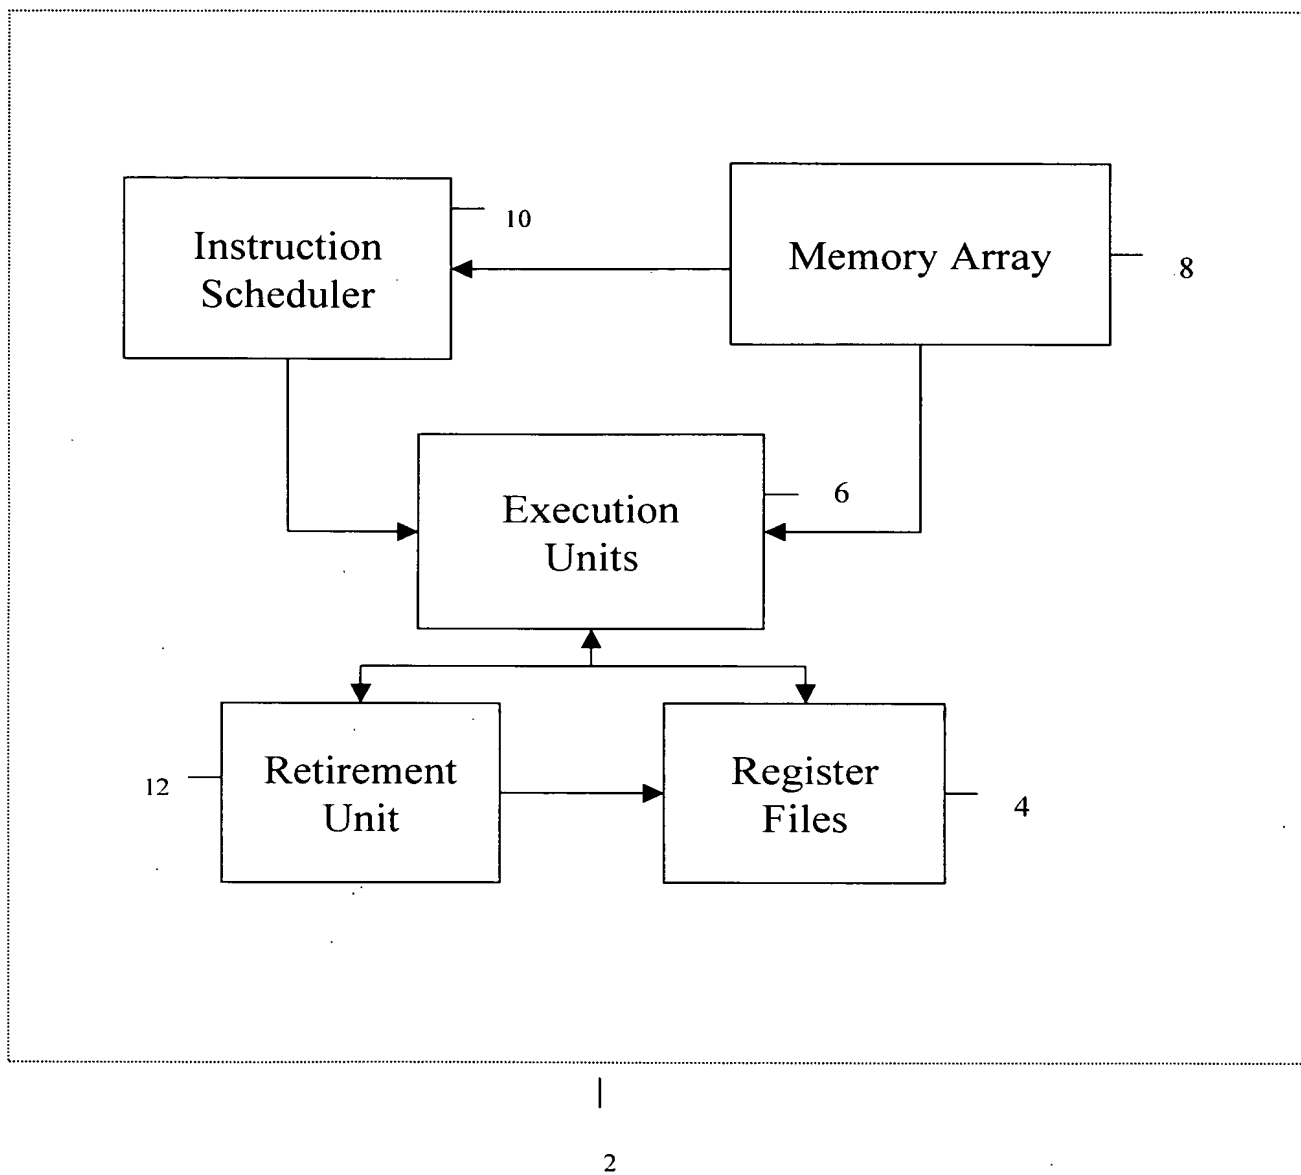 Instruction
Scheduler
10
Memory Array
8
Execution
Units
6
Retirement
Unit
12
Register
Files
4
2